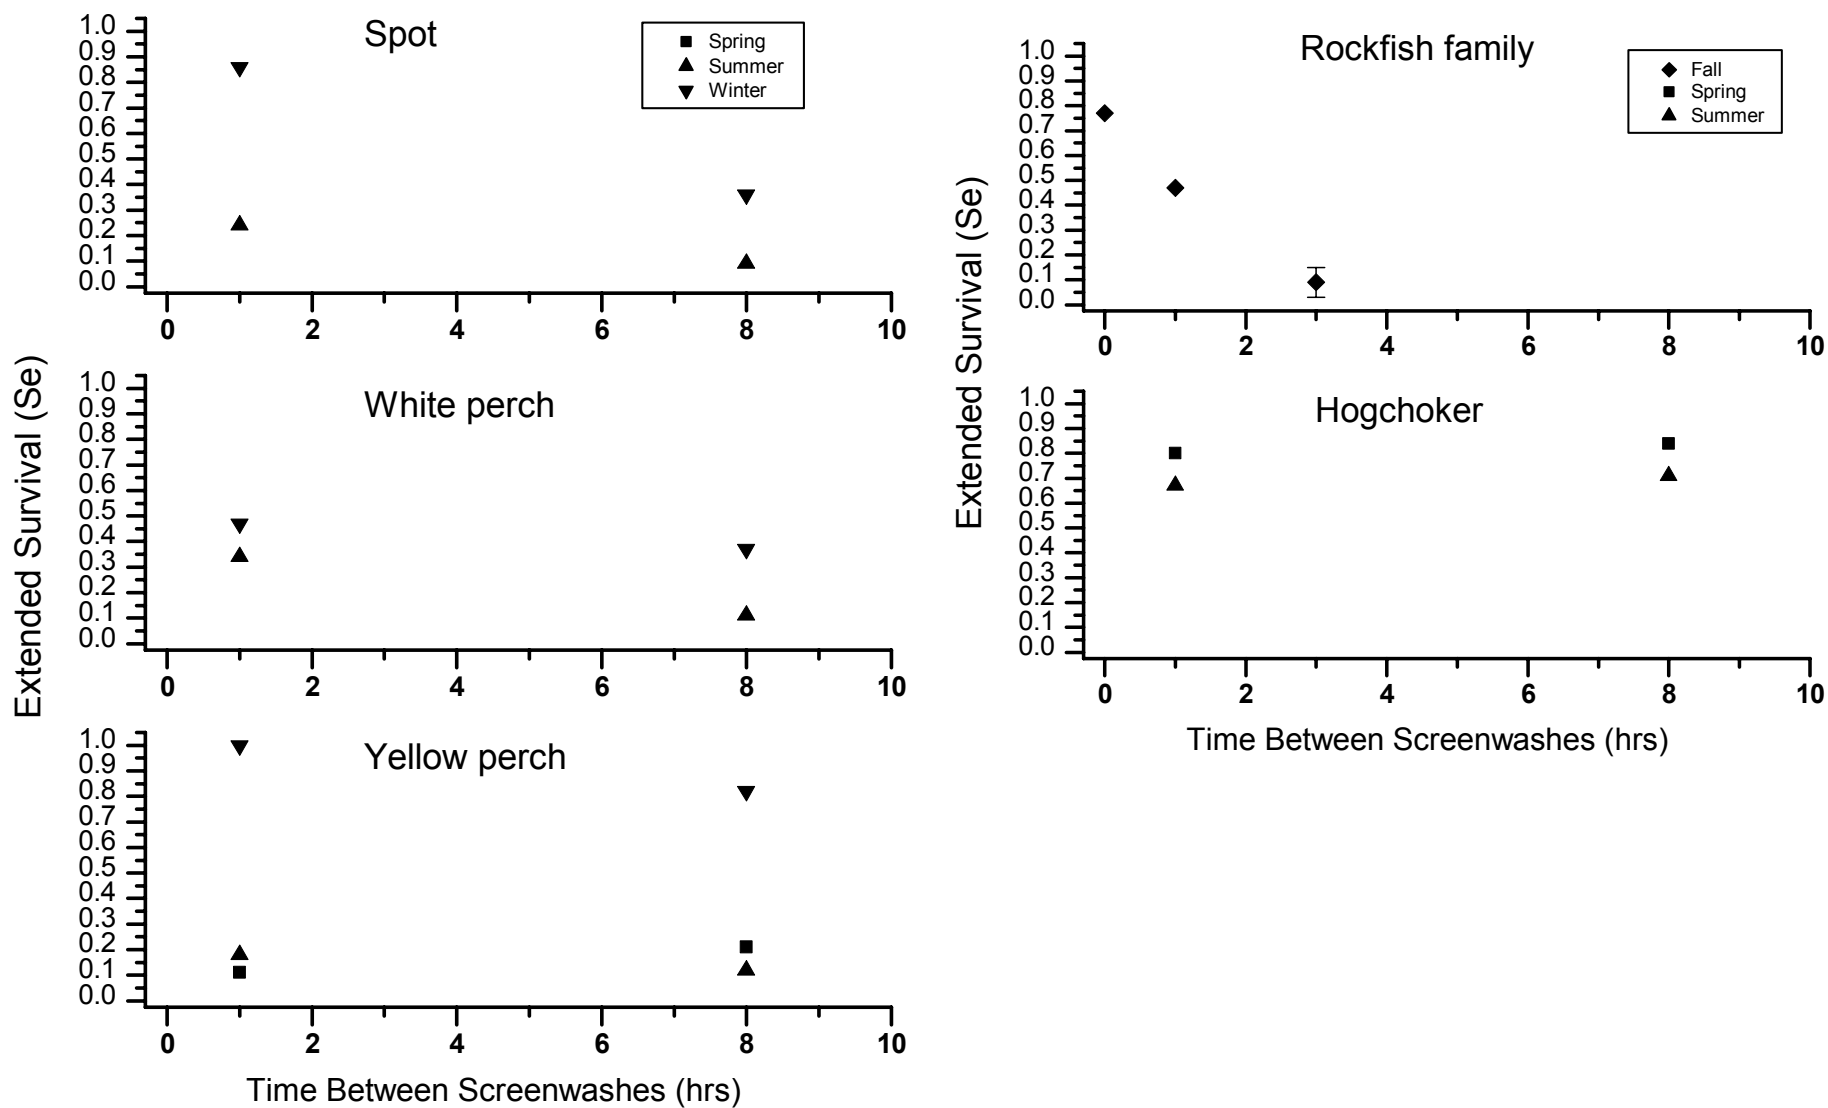 Spot
Spring
Summer
Winter
1.0
0.9
0.8
0.7
0.6
0.5
0.4
0.3
0.2
0.1
0.0
0 2 4 6 8 10
White perch
1.0
0.9
0.8
0.7
0.6
0.5
0.4
0.3
0.2
0.1
0.0
0 2 4 6 8 10
Yellow perch
1.0
0.9
0.8
0.7
0.6
0.5
0.4
0.3
0.2
0.1
0.0
0 2 4 6 8 10
Extended Survival (Se)
Time Between Screenwashes (hrs)
Rockfish family
Fall
Spring
Summer
1.0
0.9
0.8
0.7
0.6
0.5
0.4
0.3
0.2
0.1
0.0
0 2 4 6 8 10
Hogchoker
1.0
0.9
0.8
0.7
0.6
0.5
0.4
0.3
0.2
0.1
0.0
0 2 4 6 8 10
Extended Survival (Se)
Time Between Screenwashes (hrs)